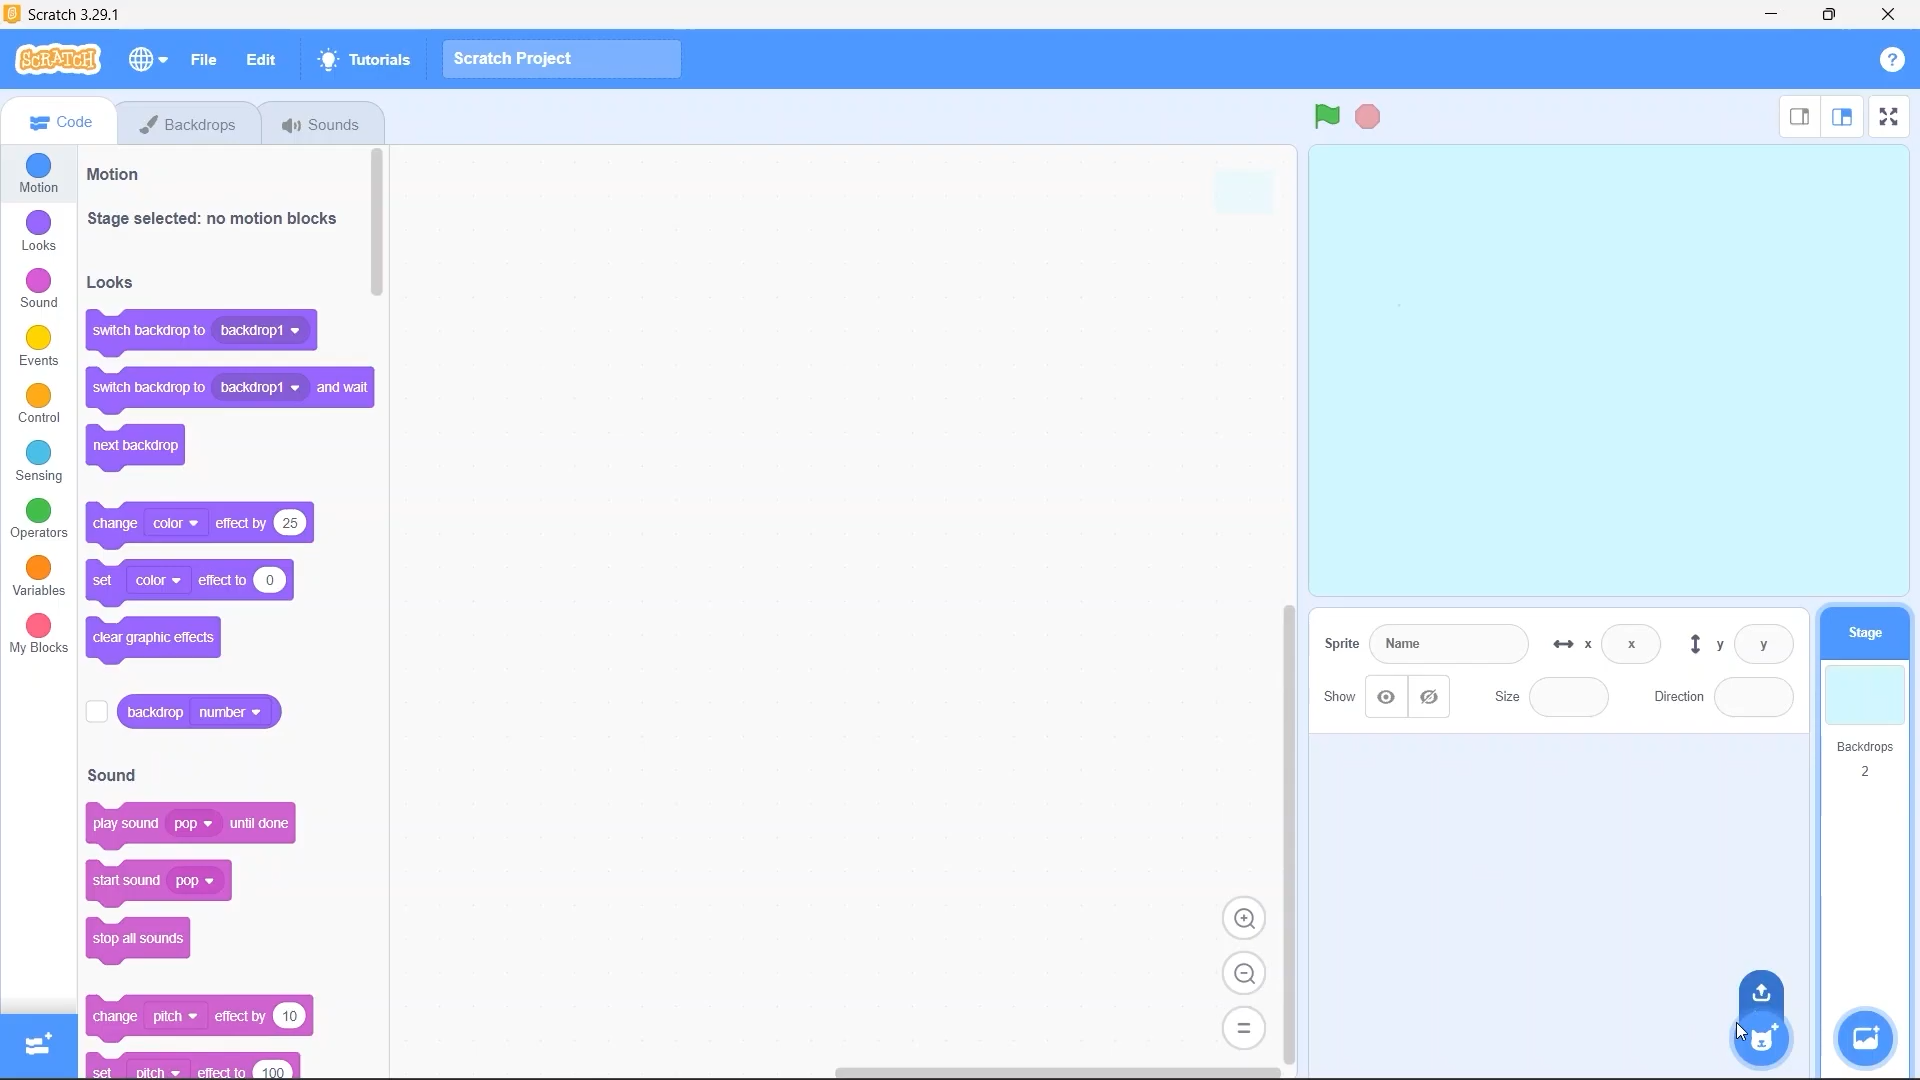 Scratch 3.29.1
SCRATCH File Edit Tutorials Scratch Project ?
Code Backdrops Sounds
Motion
Looks
Sound
Events
Control
Sensing
Operators
Variables
My Blocks
Motion
Stage selected: no motion blocks
Looks
switch backdrop to backdrop1
switch backdrop to backdrop1 and wait
next backdrop
change color effect by 25
set color effect to 0
clear graphic effects
backdrop number
Sound
play sound pop until done
start sound pop
stop all sounds
change pitch effect by 10
set pitch effect to 100
Sprite Name x x y y
Show Size Direction
Stage
Backdrops
2